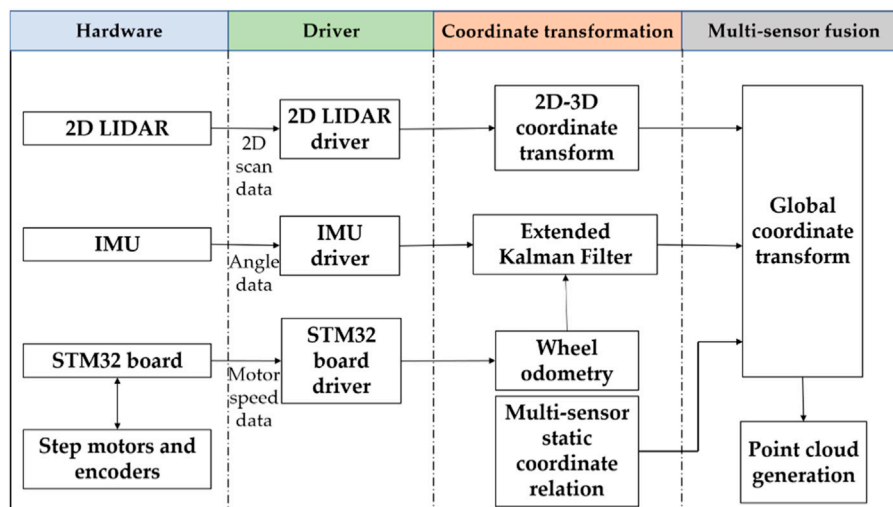 Hardware
Driver
Coordinate transformation
Multi-sensor fusion
2D LIDAR
2D
scan
data
2D LIDAR
driver
2D-3D
coordinate
transform
IMU
Angle
data
IMU
driver
Extended
Kalman Filter
Global
coordinate
transform
STM32 board
Motor
speed
data
STM32
board
driver
Wheel
odometry
Step motors and
encoders
Multi-sensor
static
coordinate
relation
Point cloud
generation